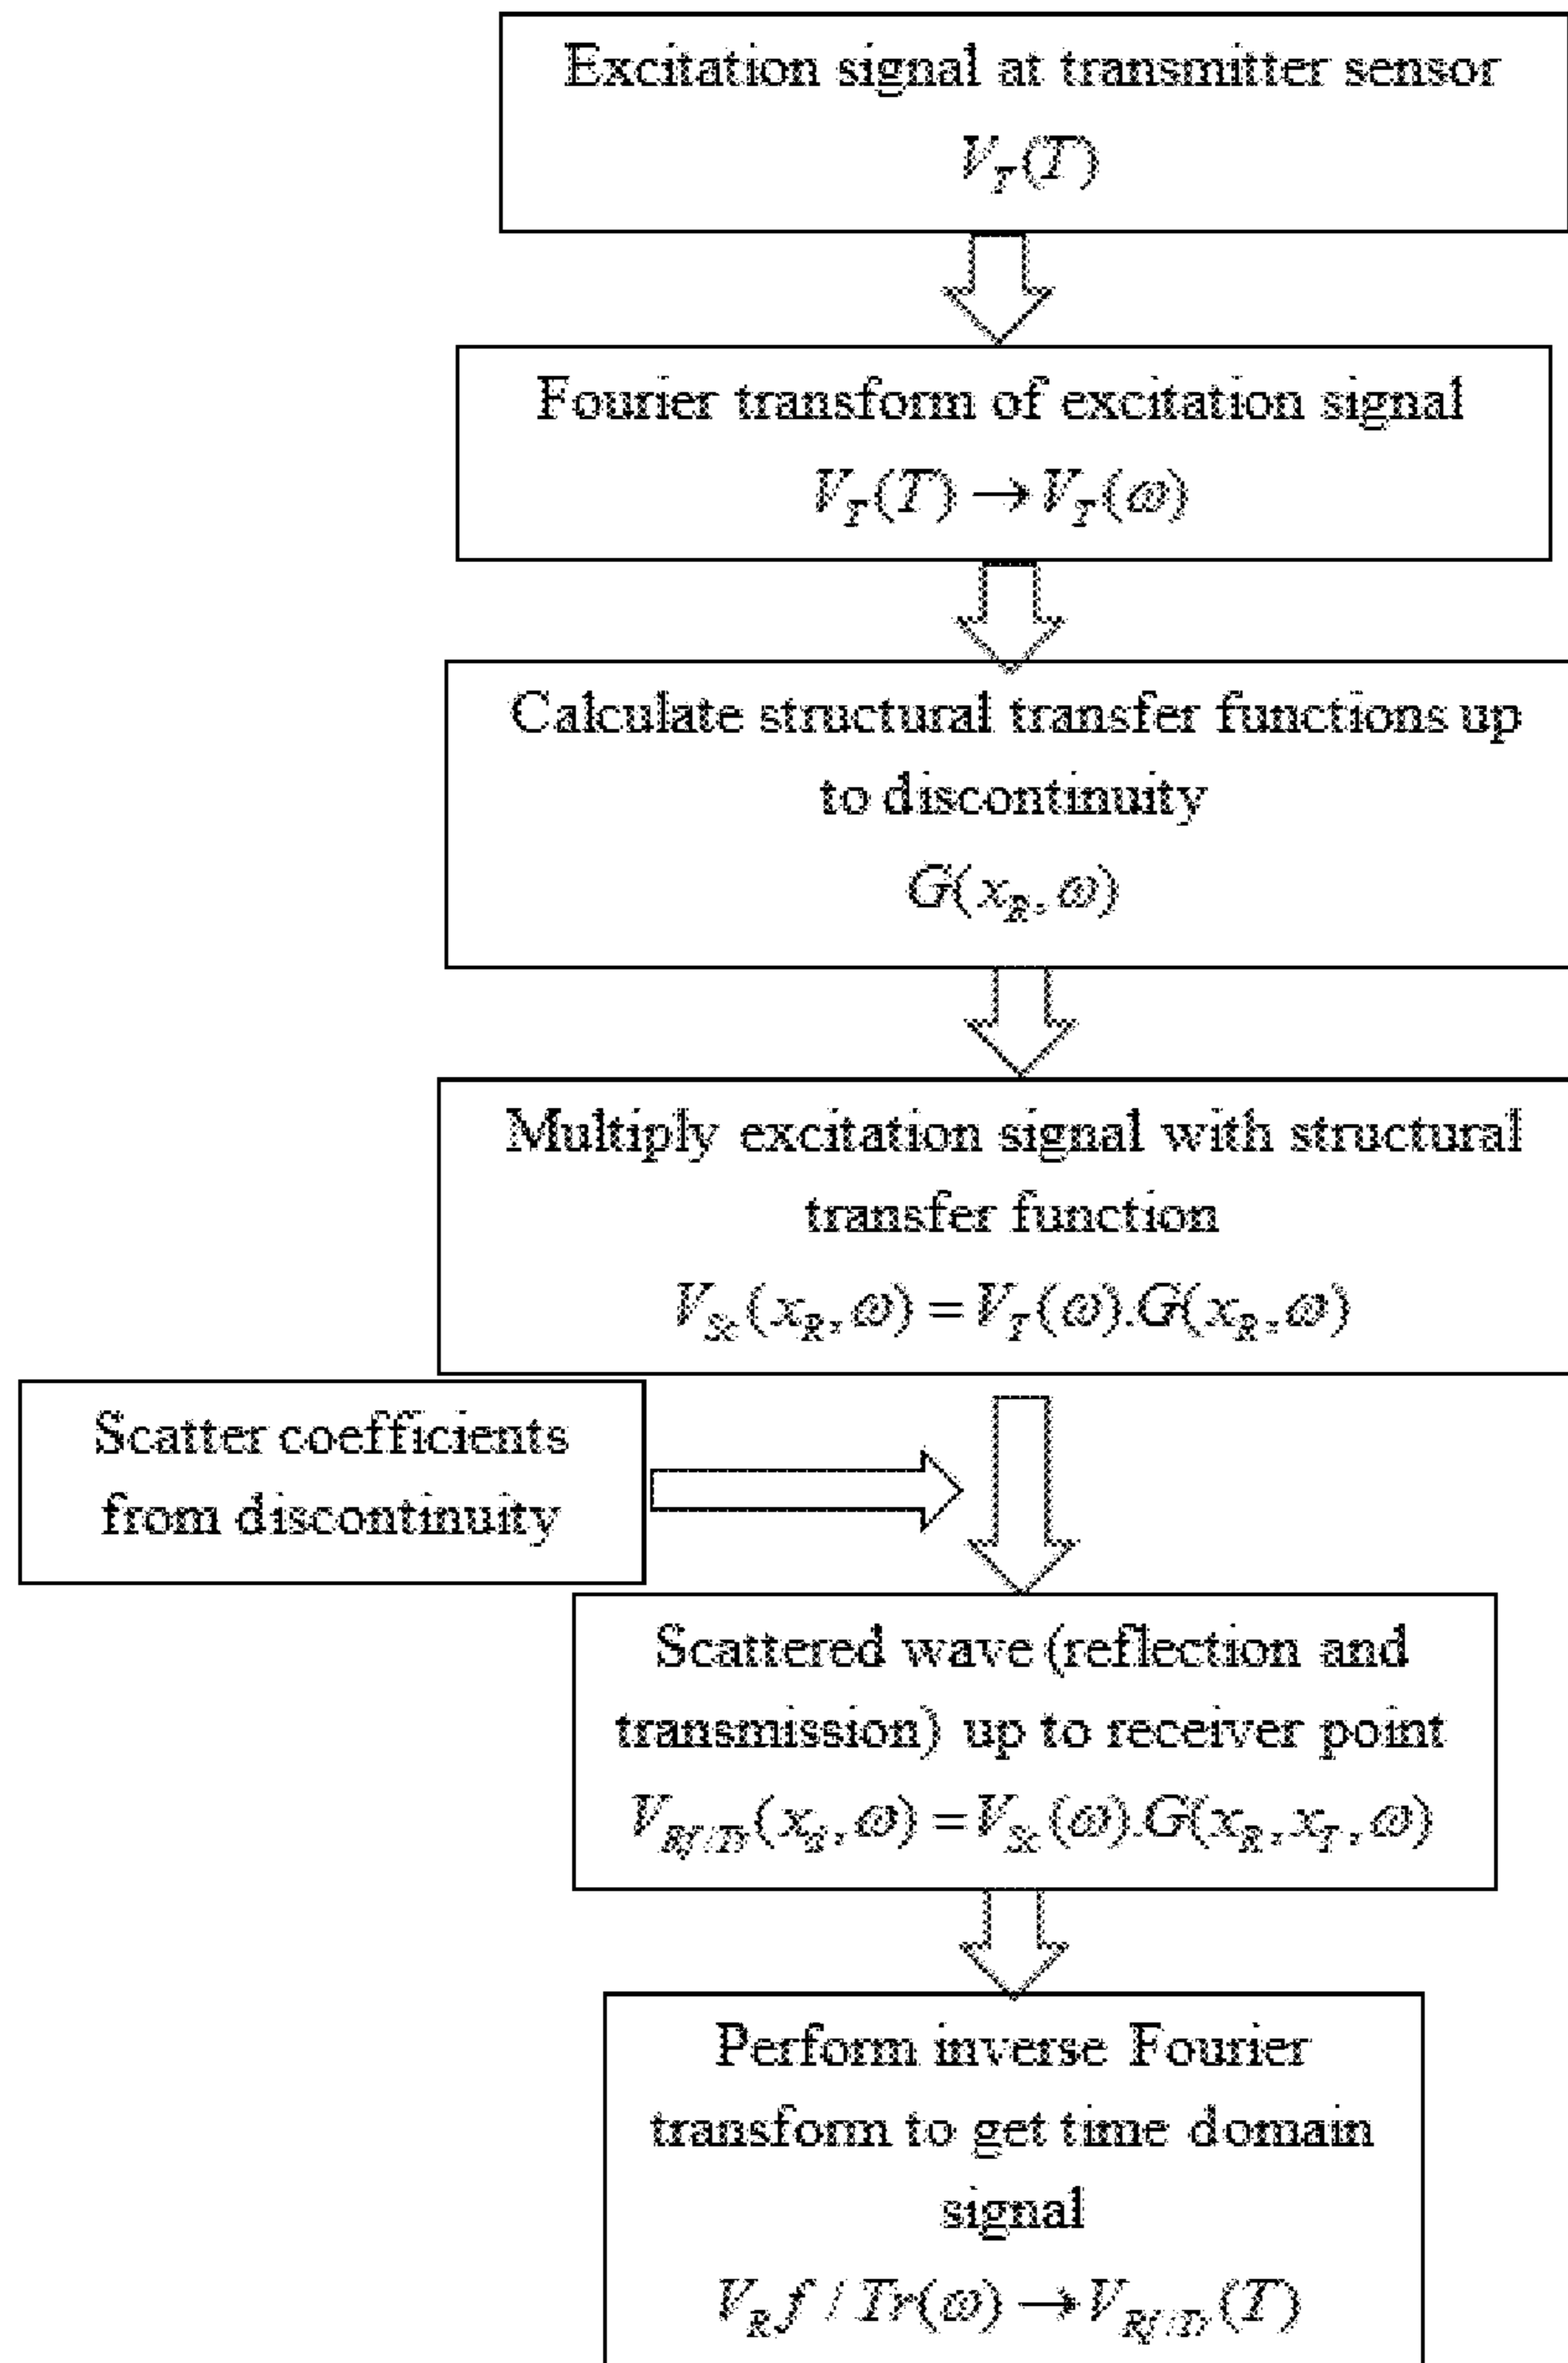 Excitation signal at transmitter sensor
V_T(T)
Fourier transform of excitation signal
V_T(T) → V_T(ω)
Calculate structural transfer functions up
to discontinuity
G(x_R, ω)
Multiply excitation signal with structural
transfer function
V_Sc(x_R, ω) = V_T(ω).G(x_R, ω)
Scatter coefficients
from discontinuity
Scattered wave (reflection and
transmission) up to receiver point
V_Rf/Tr(x_R, ω) = V_Sc(ω).G(x_R, x_T, ω)
Perform inverse Fourier
transform to get time domain
signal
V_R f / Tr(ω) → V_Rf/Tr(T)